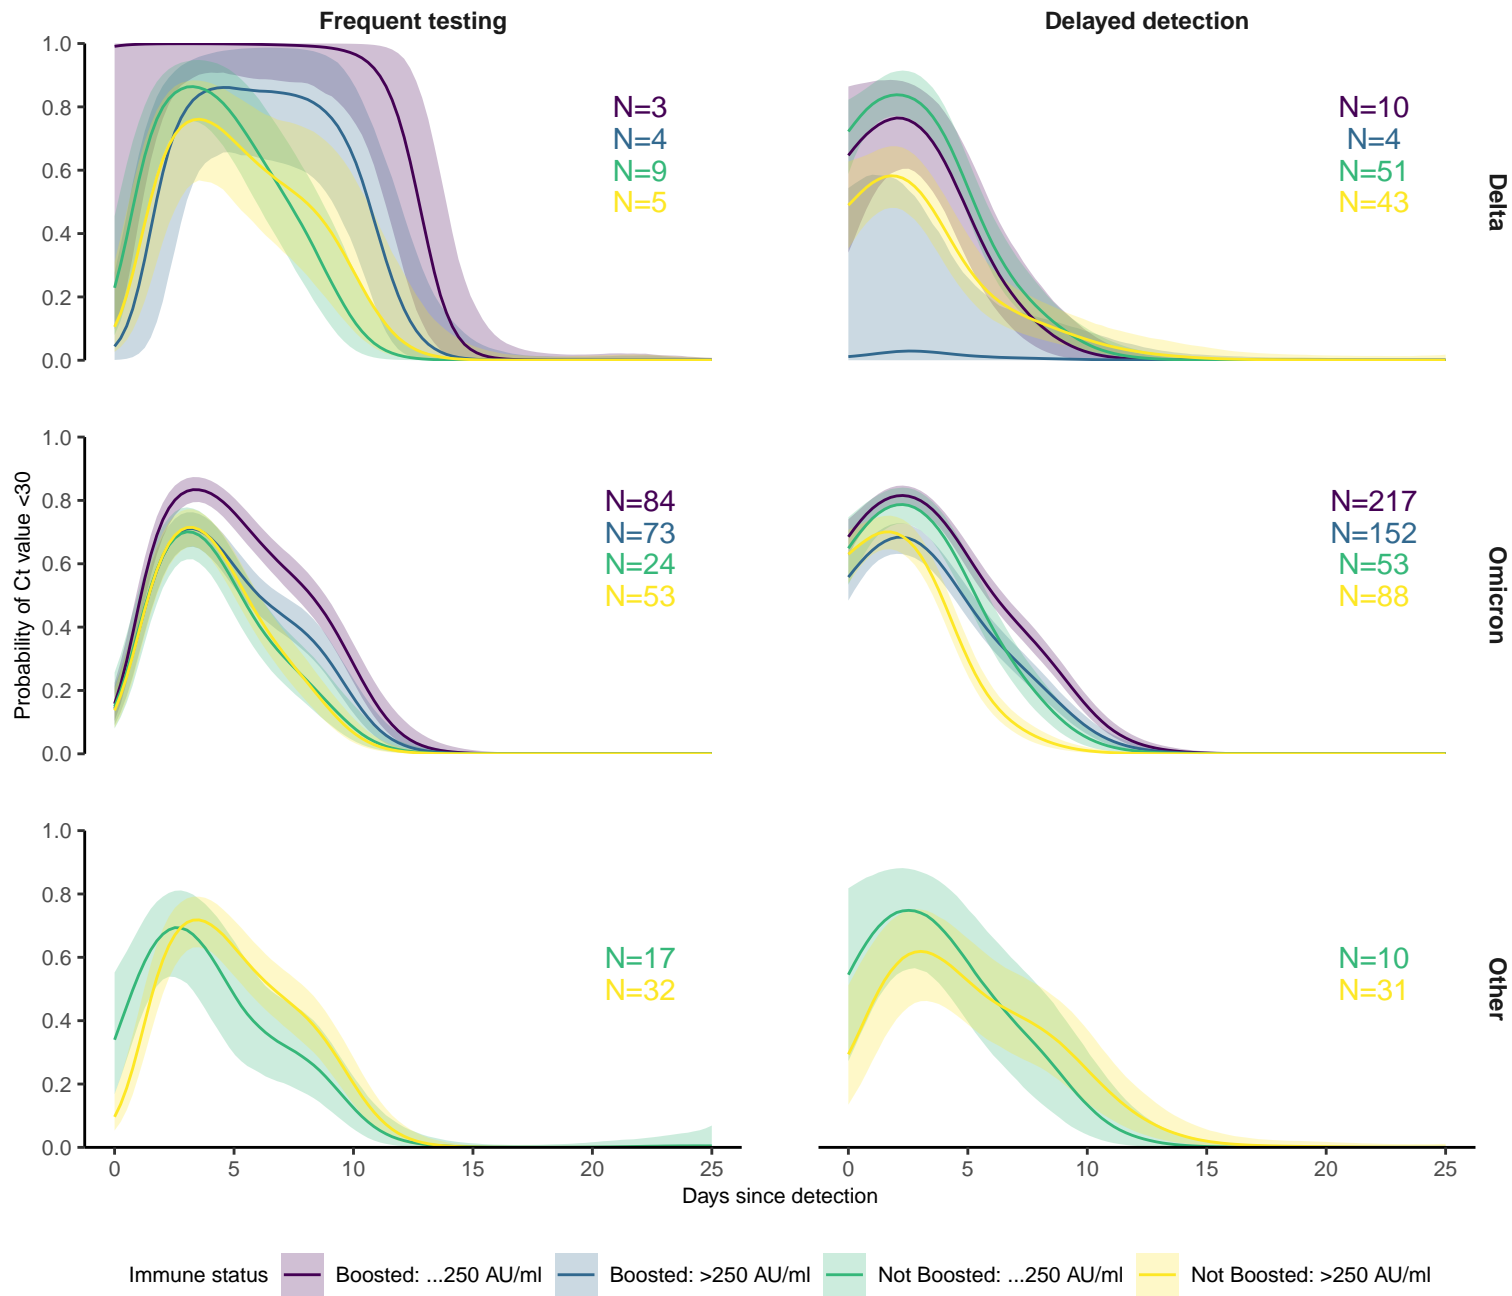 Frequent testing
Delayed detection
1.0
0.8
0.6
0.4
0.2
0.0
N=3
N=4
N=9
N=5
N=10
N=4
N=51
N=43
Delta
Probability of Ct value <30
1.0
0.8
0.6
0.4
0.2
0.0
N=84
N=73
N=24
N=53
N=217
N=152
N=53
N=88
Omicron
1.0
0.8
0.6
0.4
0.2
0.0
N=17
N=32
N=10
N=31
Other
0 5 10 15 20 25
0 5 10 15 20 25
Days since detection
Immune status Boosted: ...250 AU/ml Boosted: >250 AU/ml Not Boosted: ...250 AU/ml Not Boosted: >250 AU/ml